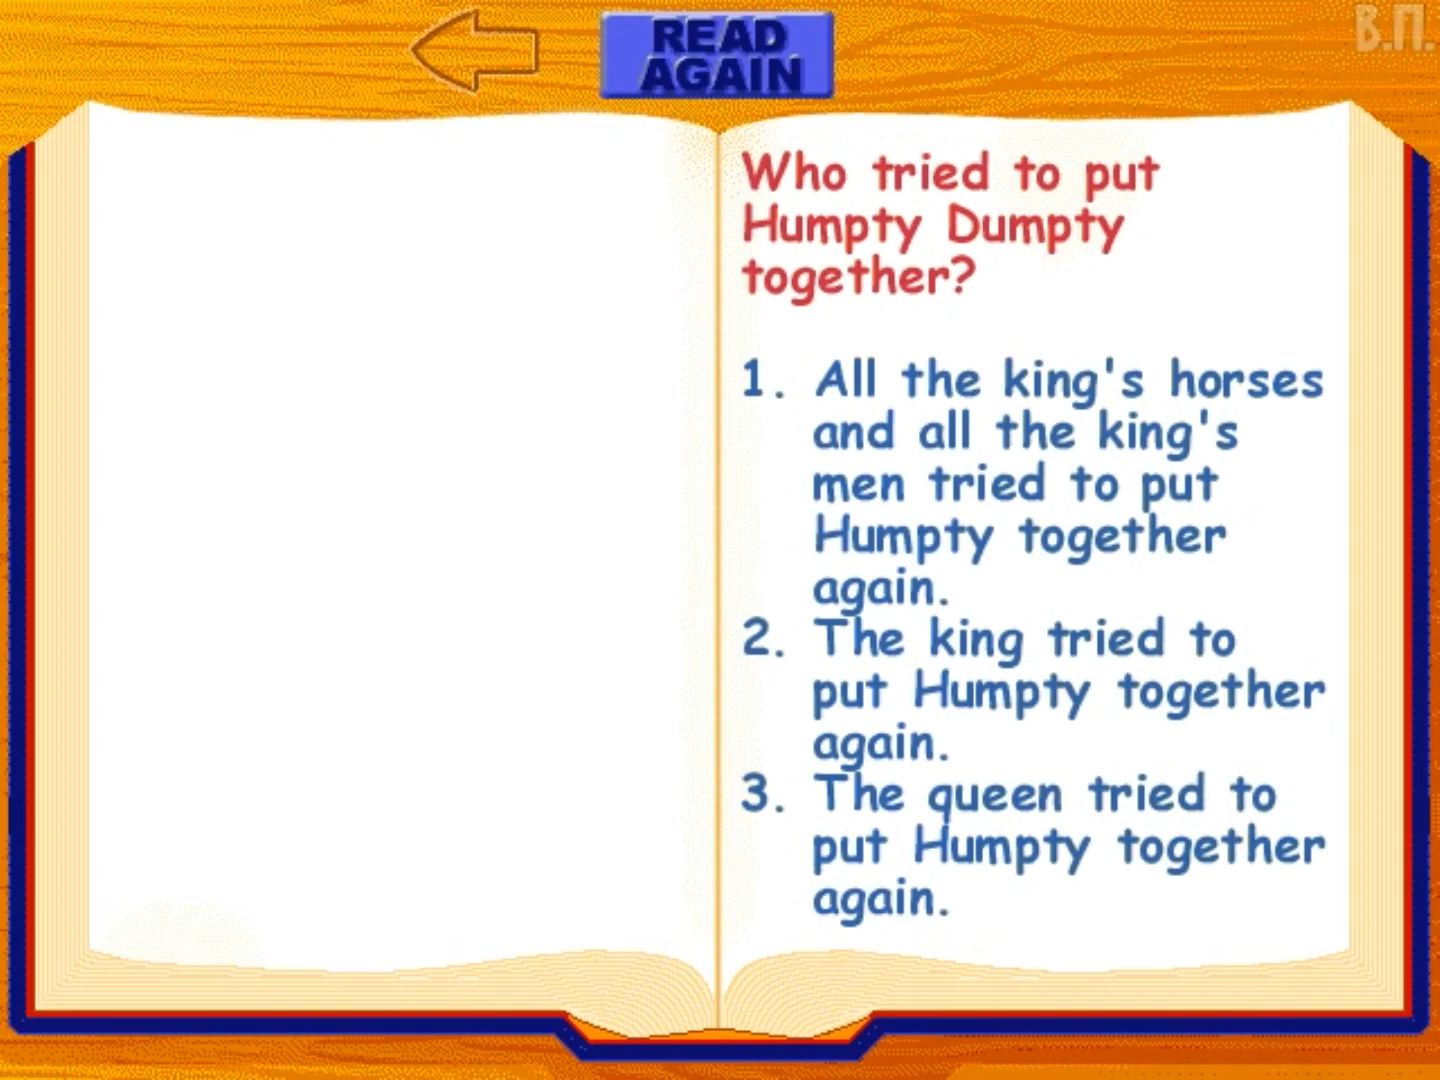 READ
AGAIN
В.П.
Who tried to put
Humpty Dumpty
together?
1. All the king's horses
and all the king's
men tried to put
Humpty together
again.
2. The king tried to
put Humpty together
again.
3. The queen tried to
put Humpty together
again.